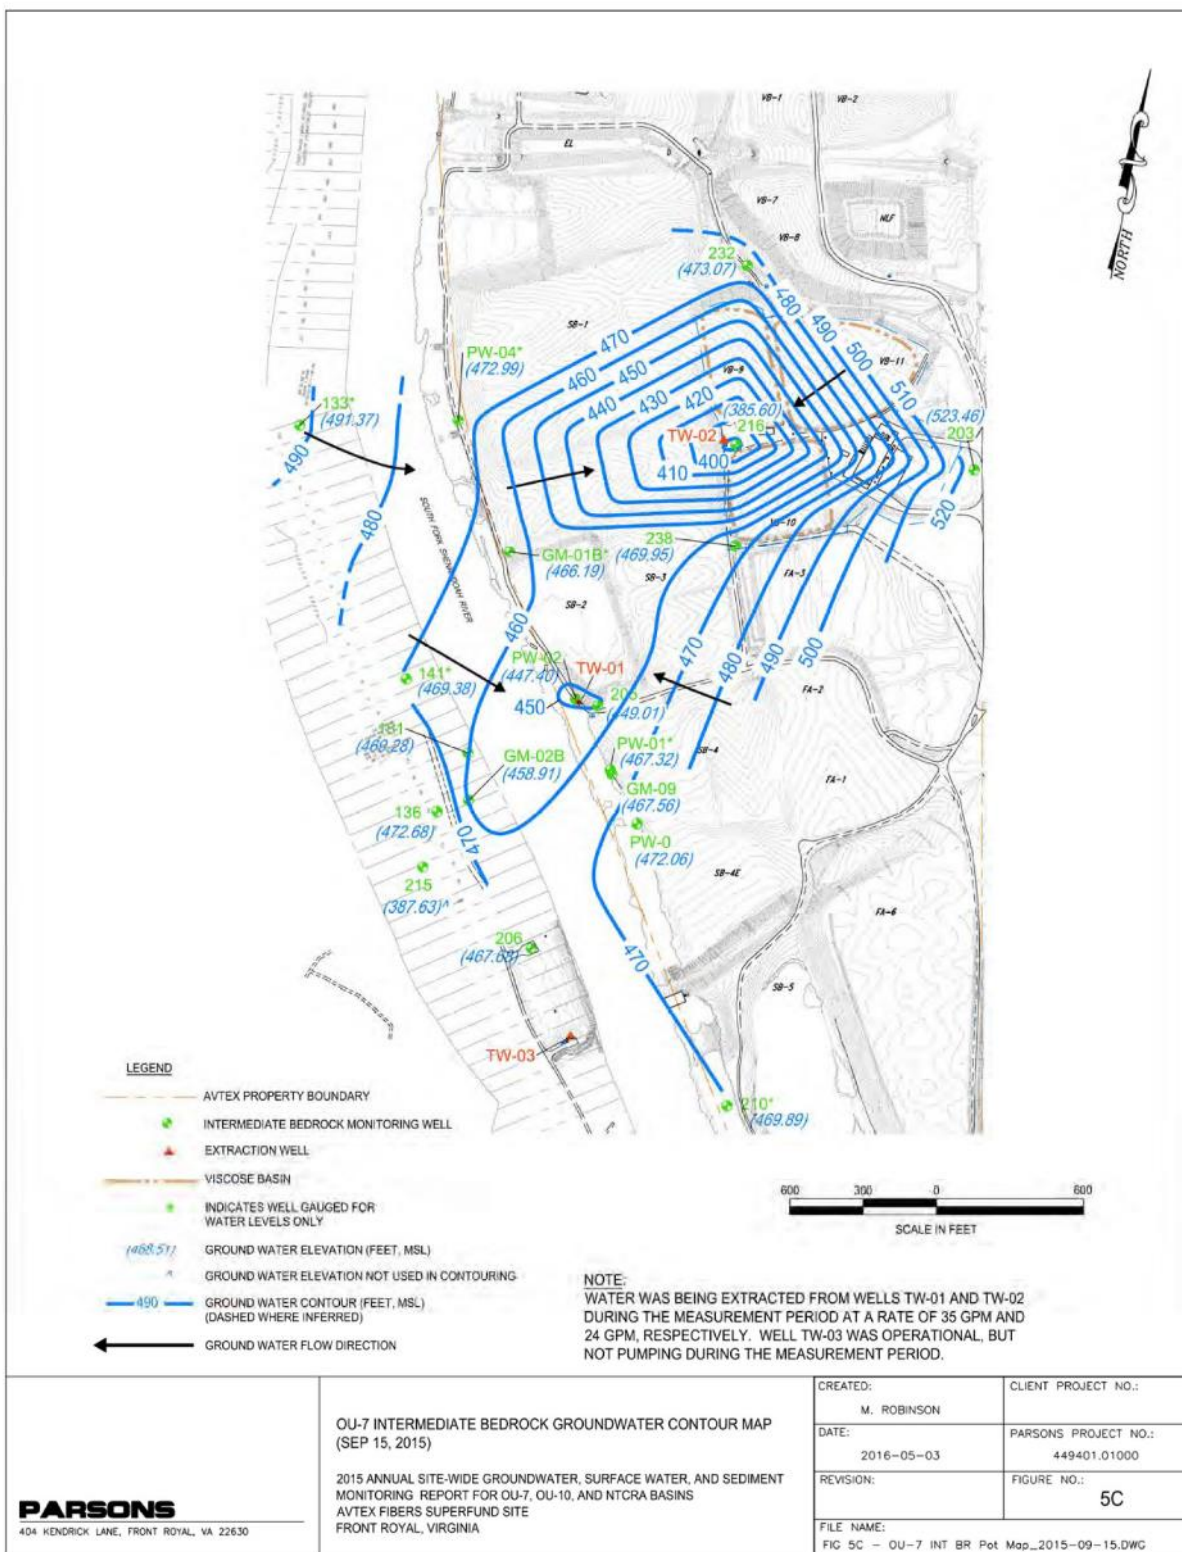 VB-1
VB-2
EL
VB-7
NLF
VB-8
NORTH
232
(473.07)
480
SB-1
490
470
500
VB-11
PW-04*
(472.99)
460
450
VB-9
510
440
430
420
133*
(491.37)
(385.60)
(523.46)
TW-02
216
203
490
400
410
480
SOUTH FORK SHENANDOAH RIVER
520
VB-10
GM-01B*
(466.19)
238
(469.95)
SB-3
FA-3
SB-2
460
470
480
490
500
PW-02
(447.40)
TW-01
141*
(469.38)
205
(449.01)
450
FA-2
181
(469.28)
GM-02B
(458.91)
PW-01*
(467.32)
SB-4
GM-09
(467.56)
FA-1
136
(472.68)
470
PW-0
(472.06)
215
(387.63)^
SB-4E
FA-6
206
(467.68)
470
SB-5
TW-03
210*
(469.89)
LEGEND
AVTEX PROPERTY BOUNDARY
INTERMEDIATE BEDROCK MONITORING WELL
EXTRACTION WELL
VISCOSE BASIN
* INDICATES WELL GAUGED FOR
WATER LEVELS ONLY
(468.51) GROUND WATER ELEVATION (FEET, MSL)
^ GROUND WATER ELEVATION NOT USED IN CONTOURING
490 GROUND WATER CONTOUR (FEET, MSL)
(DASHED WHERE INFERRED)
GROUND WATER FLOW DIRECTION
600 300 0 600
SCALE IN FEET
NOTE:
WATER WAS BEING EXTRACTED FROM WELLS TW-01 AND TW-02
DURING THE MEASUREMENT PERIOD AT A RATE OF 35 GPM AND
24 GPM, RESPECTIVELY. WELL TW-03 WAS OPERATIONAL, BUT
NOT PUMPING DURING THE MEASUREMENT PERIOD.
PARSONS
404 KENDRICK LANE, FRONT ROYAL, VA 22630
OU-7 INTERMEDIATE BEDROCK GROUNDWATER CONTOUR MAP
(SEP 15, 2015)
2015 ANNUAL SITE-WIDE GROUNDWATER, SURFACE WATER, AND SEDIMENT
MONITORING REPORT FOR OU-7, OU-10, AND NTCRA BASINS
AVTEX FIBERS SUPERFUND SITE
FRONT ROYAL, VIRGINIA
CREATED:
M. ROBINSON
CLIENT PROJECT NO.:
DATE:
2016-05-03
PARSONS PROJECT NO.:
449401.01000
REVISION:
FIGURE NO.:
5C
FILE NAME:
FIG 5C - OU-7 INT BR Pot Map_2015-09-15.DWG